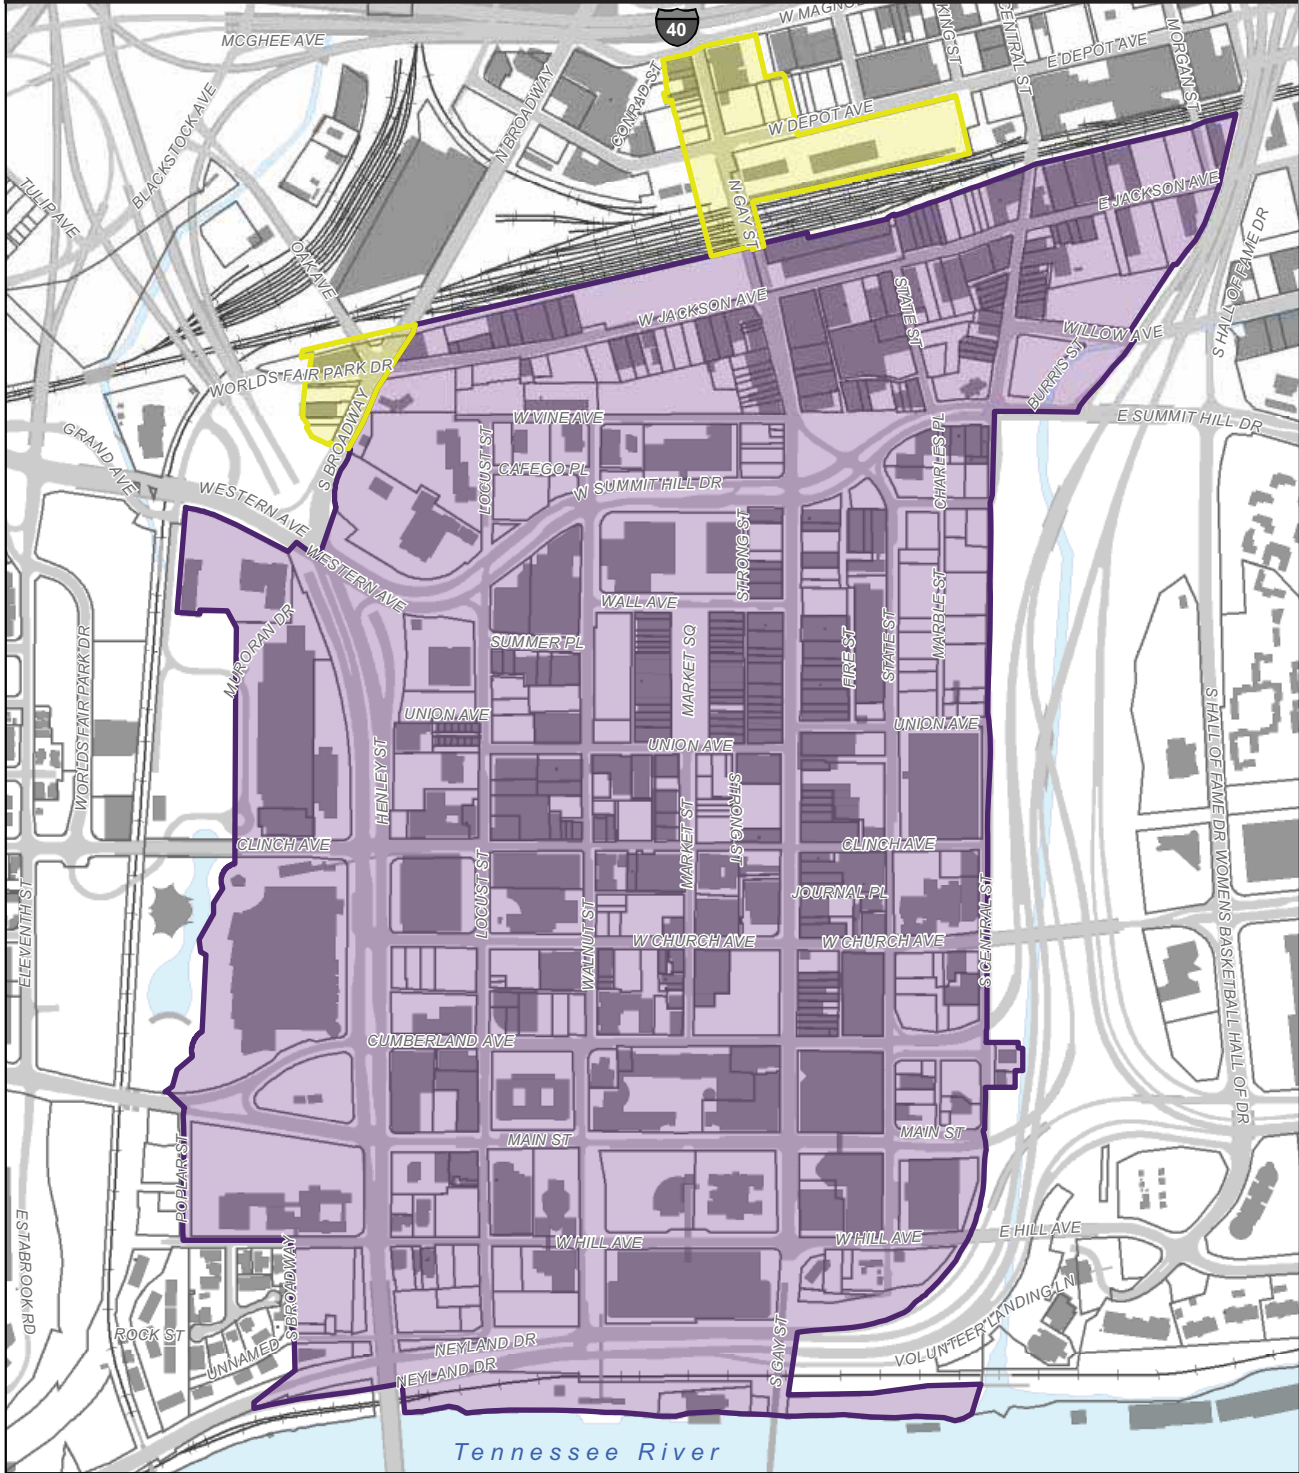 W MAGNO
40
KING ST
CENTRAL ST
MORGAN ST
MCGHEE AVE
E DEPOT AVE
CONRAD ST
N BROADWAY
BLACKSTOCK AVE
W DEPOT AVE
TULIP AVE
N GAY ST
E JACKSON AVE
OAK AVE
S HALL OF FAME DR
STATE ST
W JACKSON AVE
WILLOW AVE
WORLDS FAIR PARK DR
BURRIS ST
S BROADWAY
W VINE AVE
E SUMMIT HILL DR
GRAND AVE
LOCUST ST
CAFEGO PL
CHARLES PL
W SUMMIT HILL DR
WESTERN AVE
STRONG ST
WESTERN AVE
WALL AVE
MARBLE ST
MURORAN DR
SUMMER PL
MARKET SQ
FIRE ST
STATE ST
WORLDS FAIR PARK DR
UNION AVE
UNION AVE
UNION AVE
HENLEY ST
S HALL OF FAME DR
STRONG ST
MARKET ST
CLINCH AVE
CLINCH AVE
LOCUST ST
JOURNAL PL
ELEVENTH ST
WALNUT ST
W CHURCH AVE
W CHURCH AVE
S CENTRAL ST
WOMENS BASKETBALL HALL OF DR
CUMBERLAND AVE
MAIN ST
MAIN ST
POPLAR ST
W HILL AVE
W HILL AVE
E HILL AVE
ESTABROOK RD
S BROADWAY
ROCK ST
UNNAMED
NEYLAND DR
NEYLAND DR
S GAY ST
VOLUNTEER LANDING LN
Tennessee River